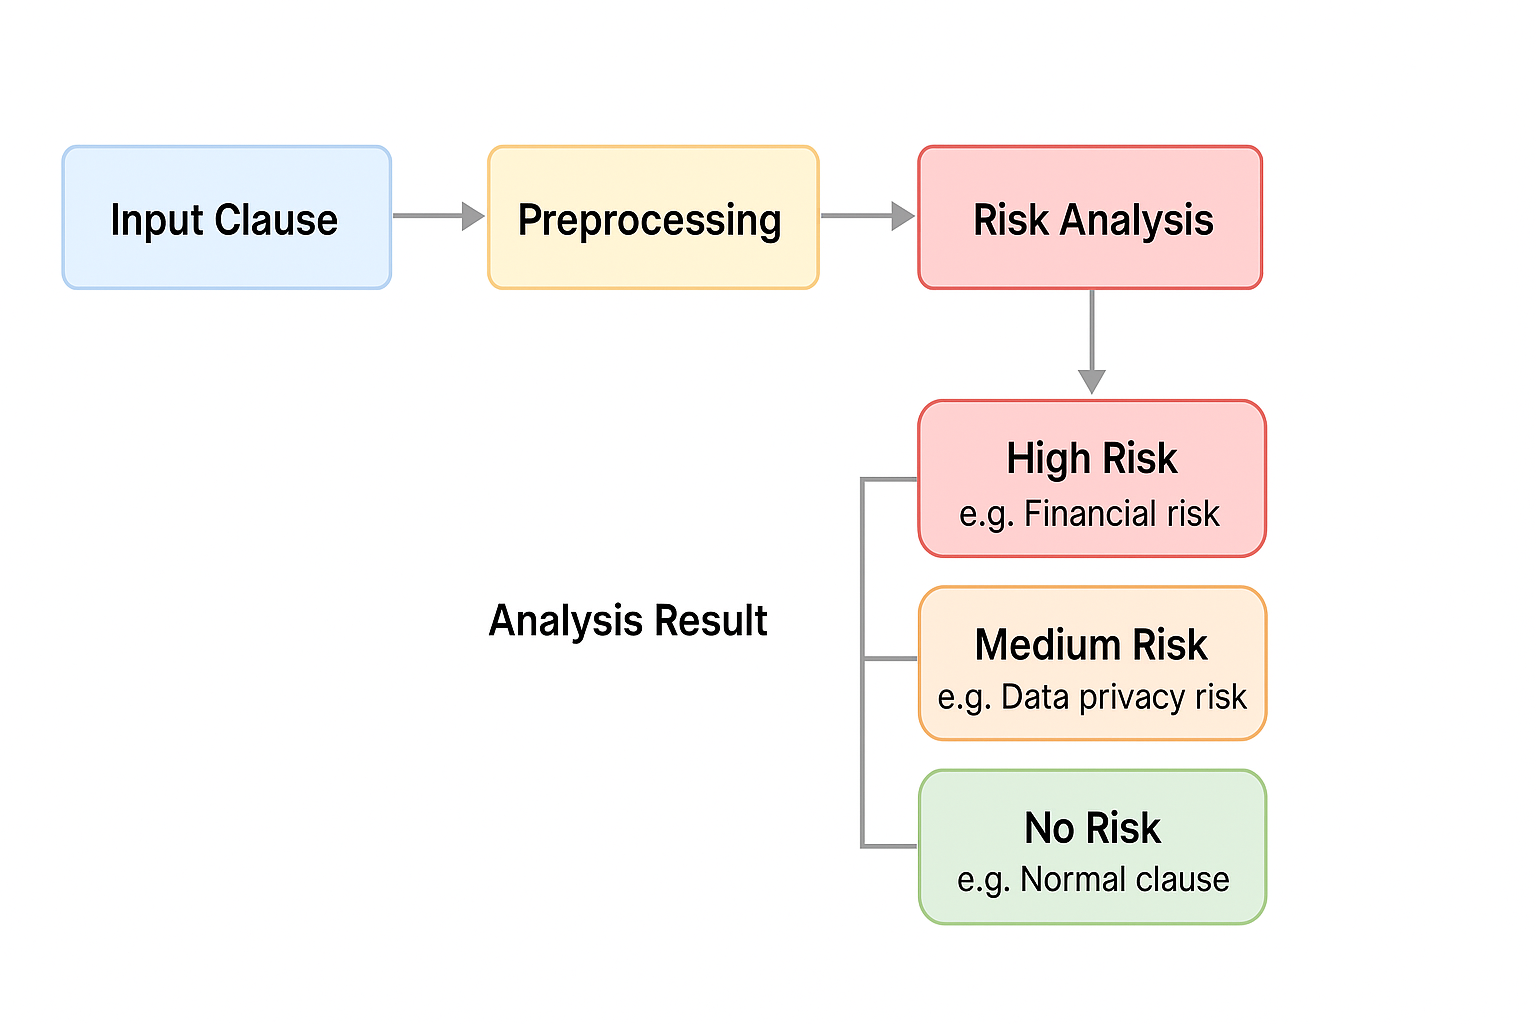 Input Clause
Preprocessing
Risk Analysis
High Risk
e.g. Financial risk
Analysis Result
Medium Risk
e.g. Data privacy risk
No Risk
e.g. Normal clause